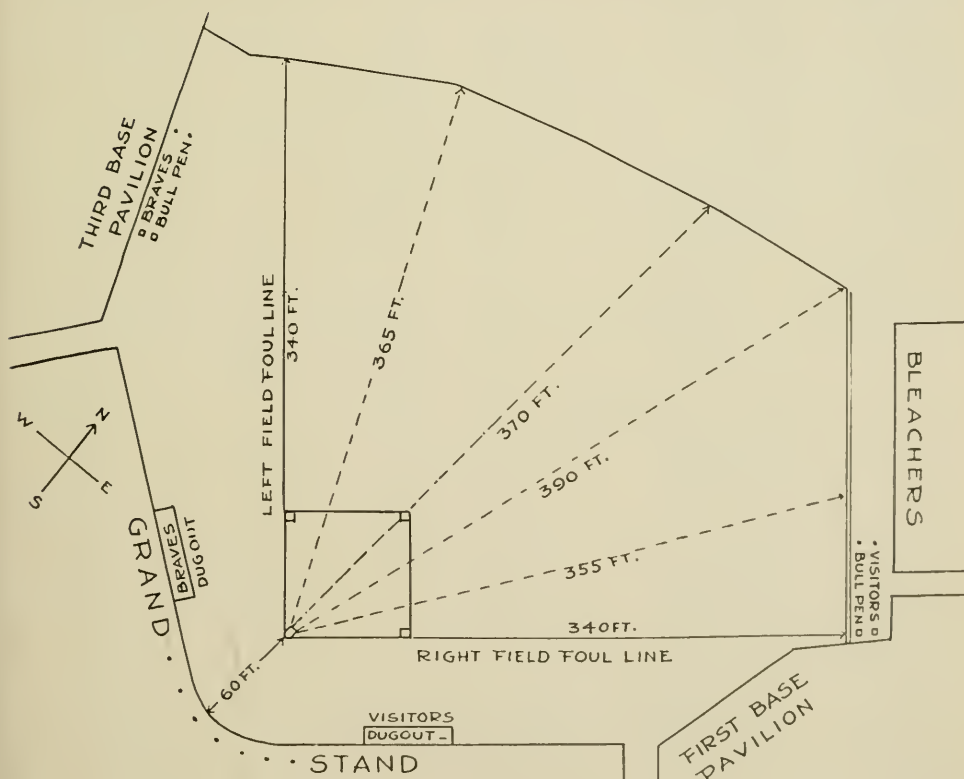 THIRD BASE
PAVILION
BRAVES
BULL PEN
LEFT FIELD FOUL LINE
340 FT.
365 FT.
370 FT.
390 FT.
355 FT.
340 FT.
RIGHT FIELD FOUL LINE
BLEACHERS
VISITORS
BULL PEN
W
N
S
E
BRAVES
DUGOUT
GRAND
60 FT.
VISITORS
DUGOUT
STAND
FIRST BASE
PAVILION